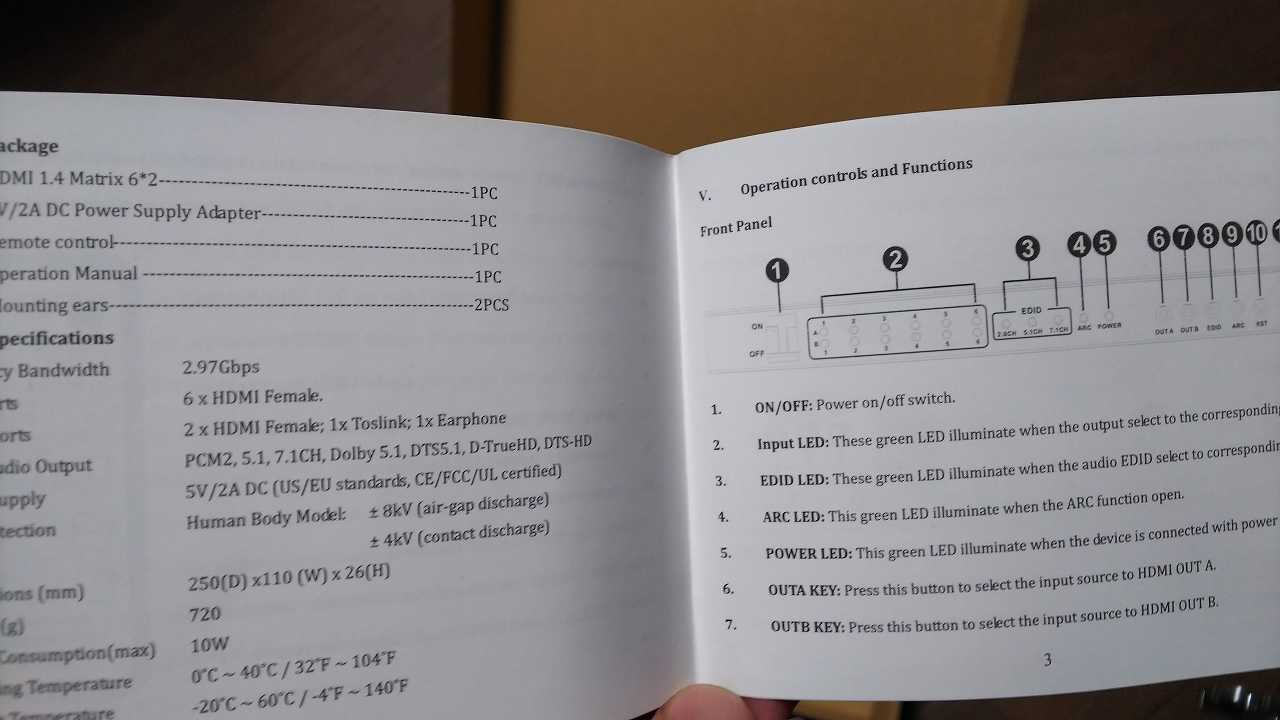 ackage
DMI 1.4 Matrix 6*2-----------------------------------------------1PC
V/2A DC Power Supply Adapter--------------------------------1PC
emote control------------------------------------------------------1PC
peration Manual --------------------------------------------------1PC
ounting ears-------------------------------------------------------2PCS
pecifications
cy Bandwidth 2.97Gbps
rts 6 x HDMI Female.
orts 2 x HDMI Female; 1x Toslink; 1x Earphone
udio Output PCM2, 5.1, 7.1CH, Dolby 5.1, DTS5.1, D-TrueHD, DTS-HD
upply 5V/2A DC (US/EU standards, CE/FCC/UL certified)
tection Human Body Model: ± 8kV (air-gap discharge)
± 4kV (contact discharge)
ions (mm) 250(D) x110 (W) x 26(H)
(g) 720
Consumption(max) 10W
ng Temperature 0°C ~ 40°C / 32°F ~ 104°F
Temperature -20°C ~ 60°C / -4°F ~ 140°F
V. Operation controls and Functions
Front Panel
1 2 3 4 5 6 7 8 9 10
ON
OFF
1 2 3 4 5 6
A
B
1 2 3 4 5 6
EDID
2.0CH 5.1CH 7.1CH
ARC POWER
OUT A OUT B EDID ARC RST
1. ON/OFF: Power on/off switch.
2. Input LED: These green LED illuminate when the output select to the corresponding
3. EDID LED: These green LED illuminate when the audio EDID select to correspondin
4. ARC LED: This green LED illuminate when the ARC function open.
5. POWER LED: This green LED illuminate when the device is connected with power
6. OUTA KEY: Press this button to select the input source to HDMI OUT A.
7. OUTB KEY: Press this button to select the input source to HDMI OUT B.
3